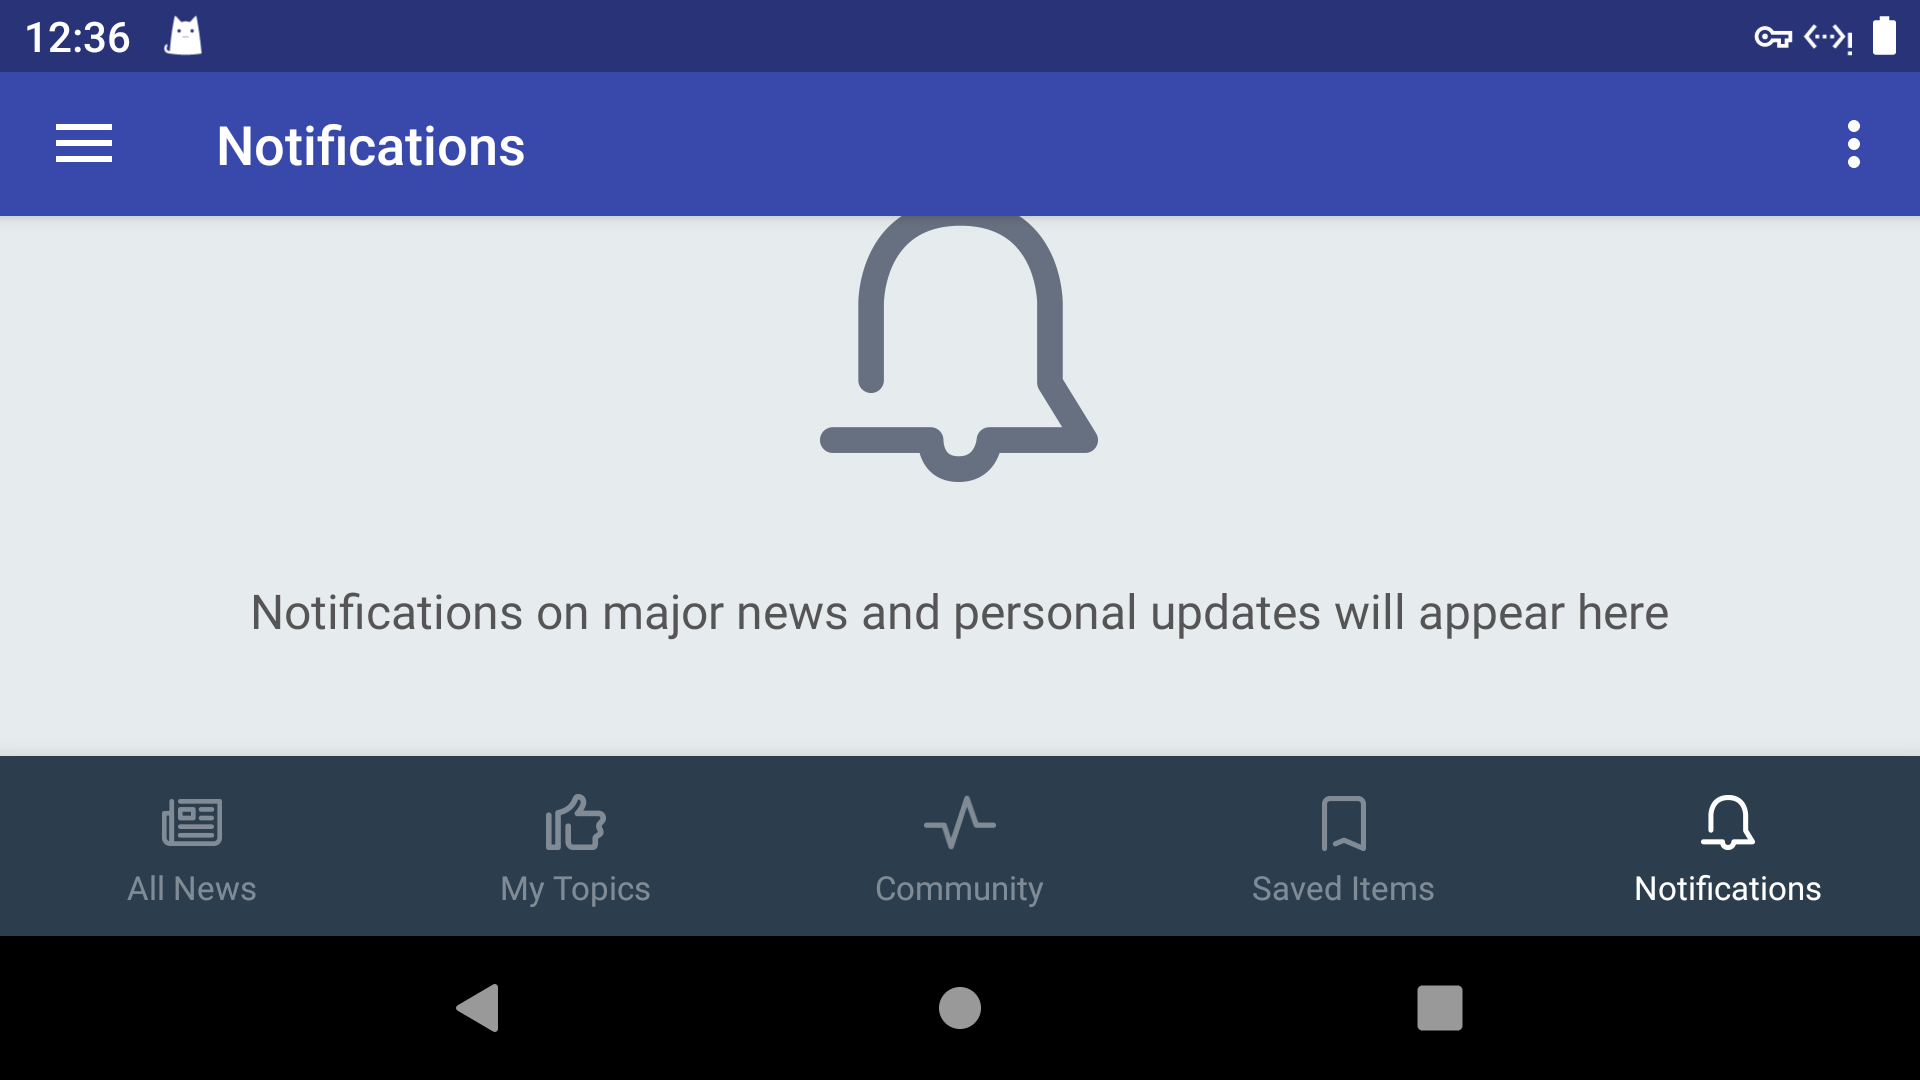 12:36
Notifications
Notifications on major news and personal updates will appear here
All News
My Topics
Community
Saved Items
Notifications